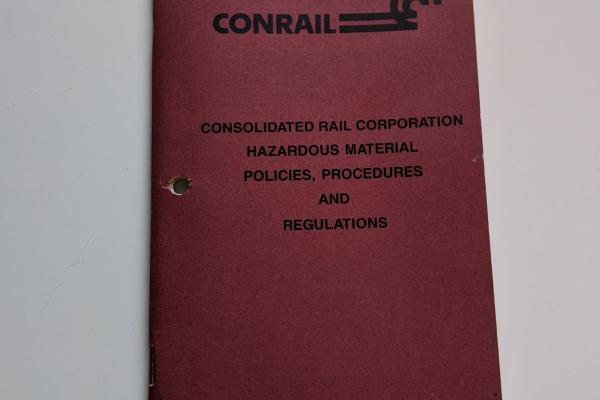 CONRAIL
CONSOLIDATED RAIL CORPORATION
HAZARDOUS MATERIAL
POLICIES, PROCEDURES
AND
REGULATIONS